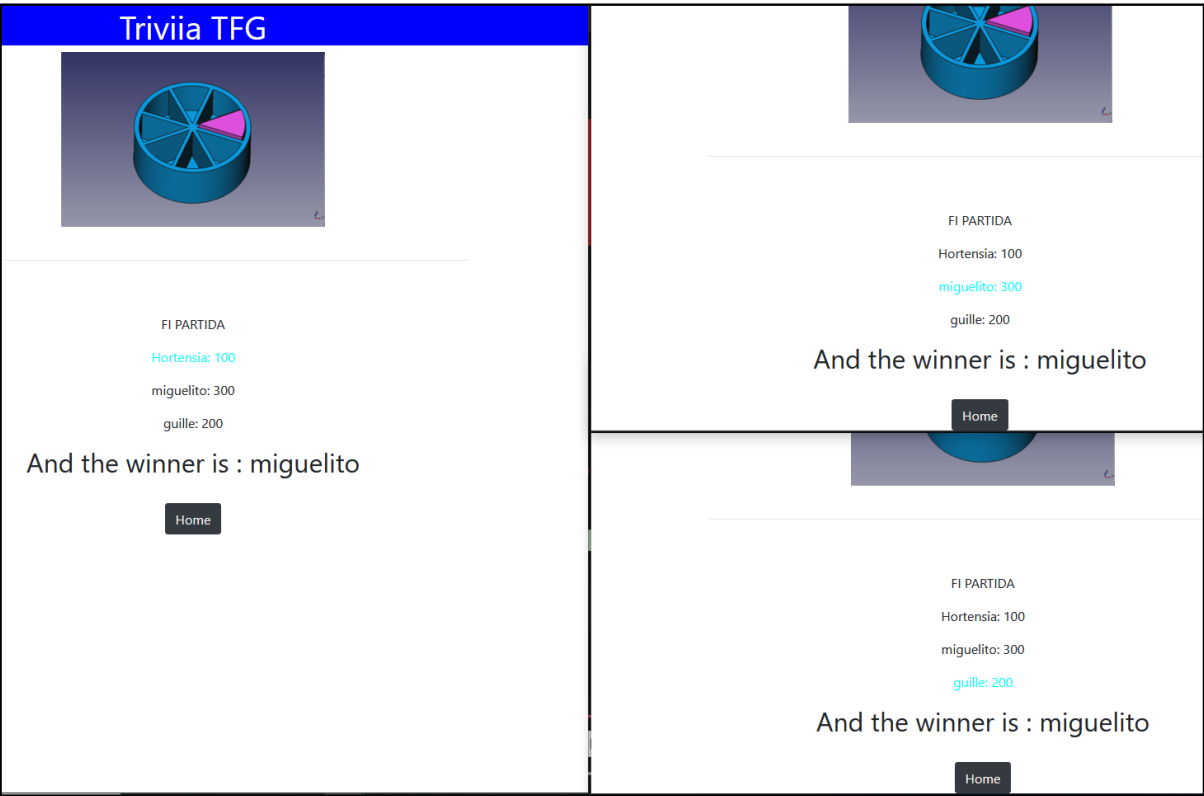 Triviia TFG
FI PARTIDA
Hortensia: 100
miguelito: 300
guille: 200
And the winner is : miguelito
Home
FI PARTIDA
Hortensia: 100
miguelito: 300
guille: 200
And the winner is : miguelito
Home
FI PARTIDA
Hortensia: 100
miguelito: 300
guille: 200
And the winner is : miguelito
Home